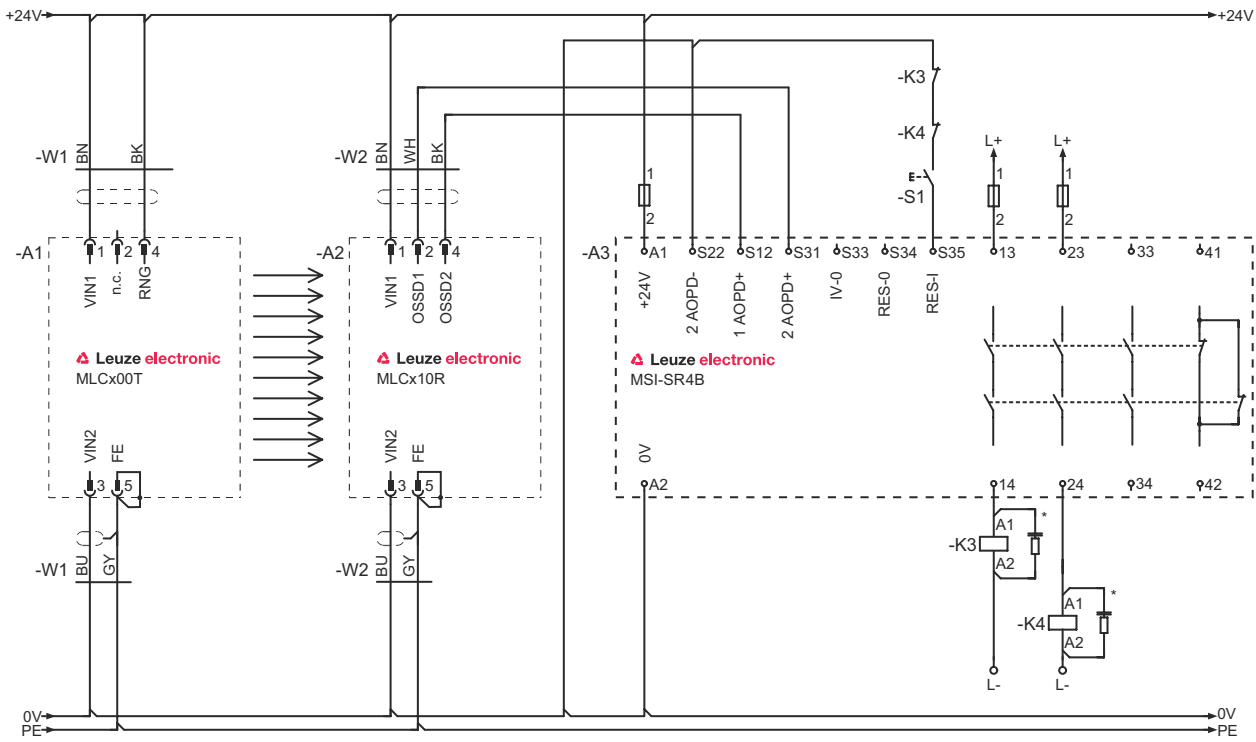 +24V +24V
-K3
-K4
-S1
L+ L+
1 1 1
2 2 2
-W1 BN BK
-W2 BN WH BK
-A1 1 2 4
VIN1 n.c. RNG
-A2 1 2 4
VIN1 OSSD1 OSSD2
-A3 A1 S22 S12 S31 S33 S34 S35 13 23 33 41
+24V 2 AOPD- 1 AOPD+ 2 AOPD+ IV-0 RES-0 RES-I
Leuze electronic
MLCx00T
Leuze electronic
MLCx10R
Leuze electronic
MSI-SR4B
VIN2 FE
3 5
VIN2 FE
3 5
0V
A2 14 24 34 42
-W1 BU GY
-W2 BU GY
-K3 A1 A2 *
-K4 A1 A2 *
L- L-
0V 0V
PE PE